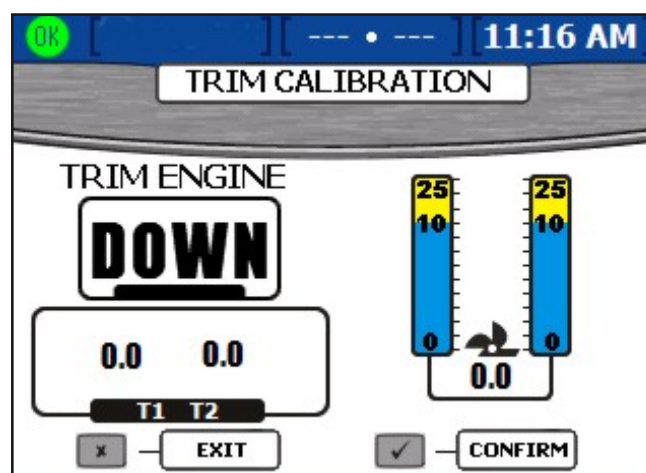 OK [ ][ --- • --- ][11:16 AM]
TRIM CALIBRATION
TRIM ENGINE
DOWN
0.0 0.0
T1 T2
25 25
10 10
0 0
0.0
x EXIT
✓ CONFIRM